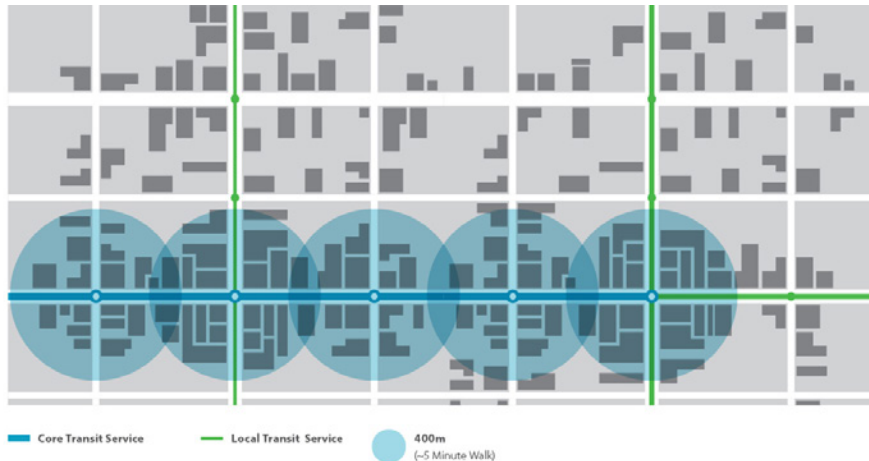 Core Transit Service
Local Transit Service
400m
(~5 Minute Walk)